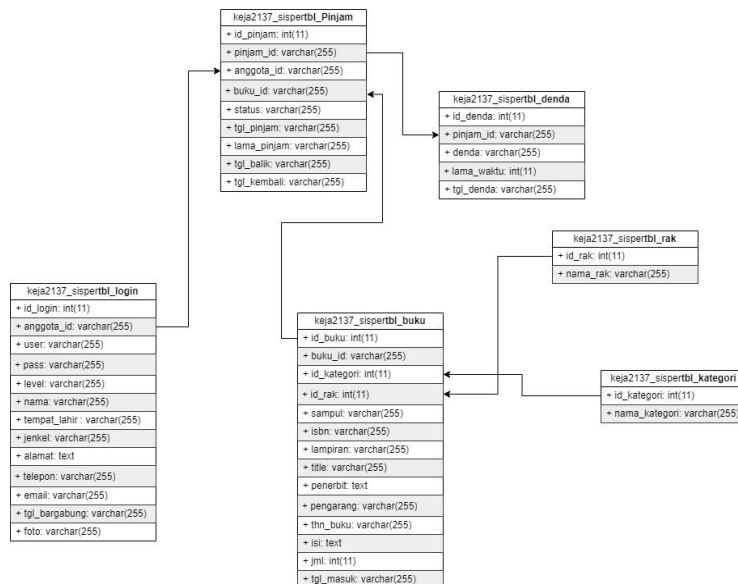 keja2137_sispertbl_Pinjam
+ id_pinjam: int(11)
+ pinjam_id: varchar(255)
+ anggota_id: varchar(255)
+ buku_id: varchar(255)
+ status: varchar(255)
+ tgl_pinjam: varchar(255)
+ lama_pinjam: varchar(255)
+ tgl_balik: varchar(255)
+ tgl_kembali: varchar(255)
keja2137_sispertbl_denda
+ id_denda: int(11)
+ pinjam_id: varchar(255)
+ denda: varchar(255)
+ lama_waktu: int(11)
+ tgl_denda: varchar(255)
keja2137_sispertbl_rak
+ id_rak: int(11)
+ nama_rak: varchar(255)
keja2137_sispertbl_login
+ id_login: int(11)
+ anggota_id: varchar(255)
+ user: varchar(255)
+ pass: varchar(255)
+ level: varchar(255)
+ nama: varchar(255)
+ tempat_lahir : varchar(255)
+ jenkel: varchar(255)
+ alamat: text
+ telepon: varchar(255)
+ email: varchar(255)
+ tgl_bargabung: varchar(255)
+ foto: varchar(255)
keja2137_sispertbl_buku
+ id_buku: int(11)
+ buku_id: varchar(255)
+ id_kategori: int(11)
+ id_rak: int(11)
+ sampul: varchar(255)
+ isbn: varchar(255)
+ lampiran: varchar(255)
+ title: varchar(255)
+ penerbit: text
+ pengarang: varchar(255)
+ thn_buku: varchar(255)
+ isi: text
+ jml: int(11)
+ tgl_masuk: varchar(255)
keja2137_sispertbl_kategori
+ id_kategori: int(11)
+ nama_kategori: varchar(255)